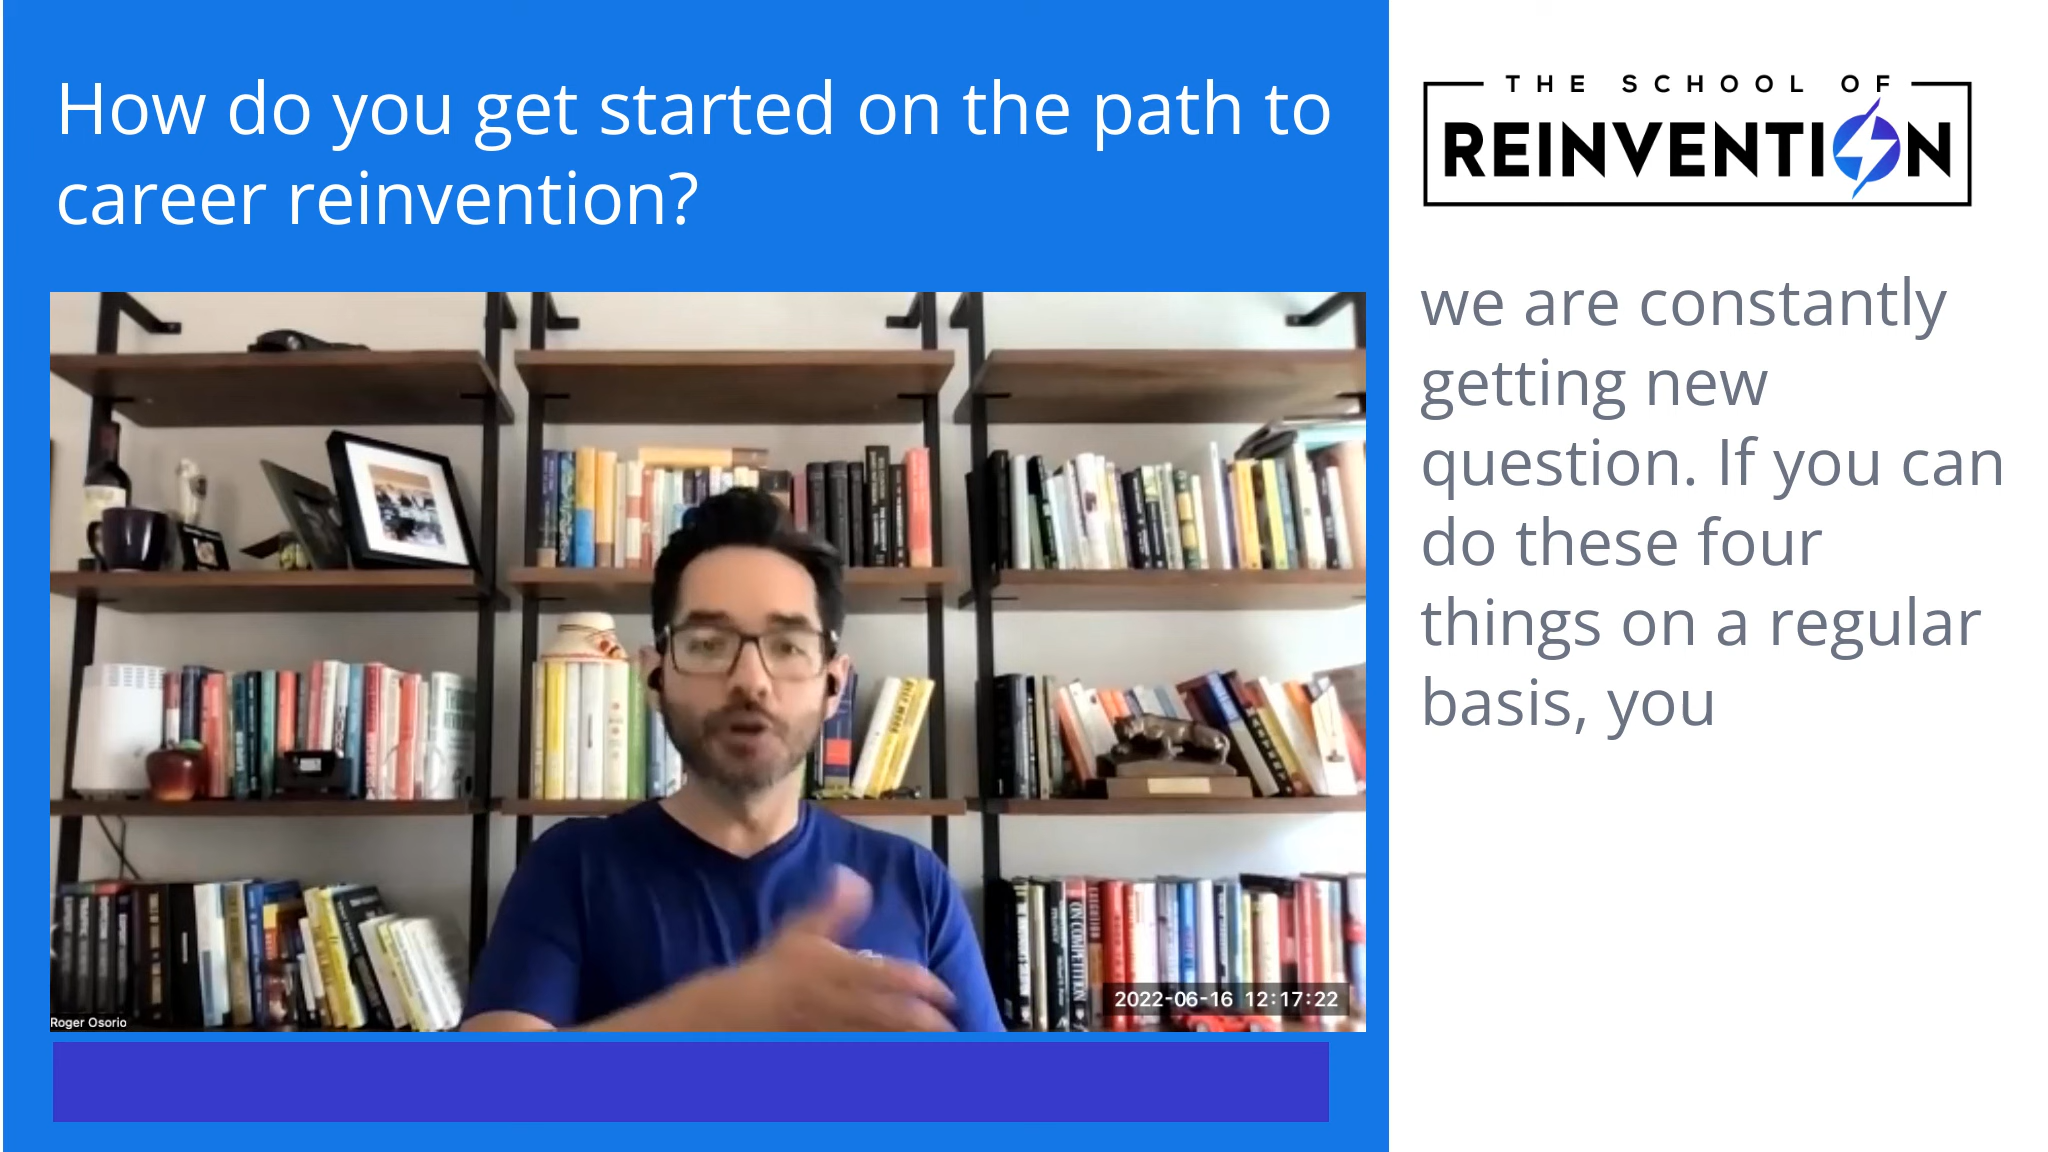 How do you get started on the path to
career reinvention?
THE SCHOOL OF
REINVENTION
we are constantly
getting new
question. If you can
do these four
things on a regular
basis, you
ON COMPETITION
2022-06-16 12:17:22
Roger Osorio